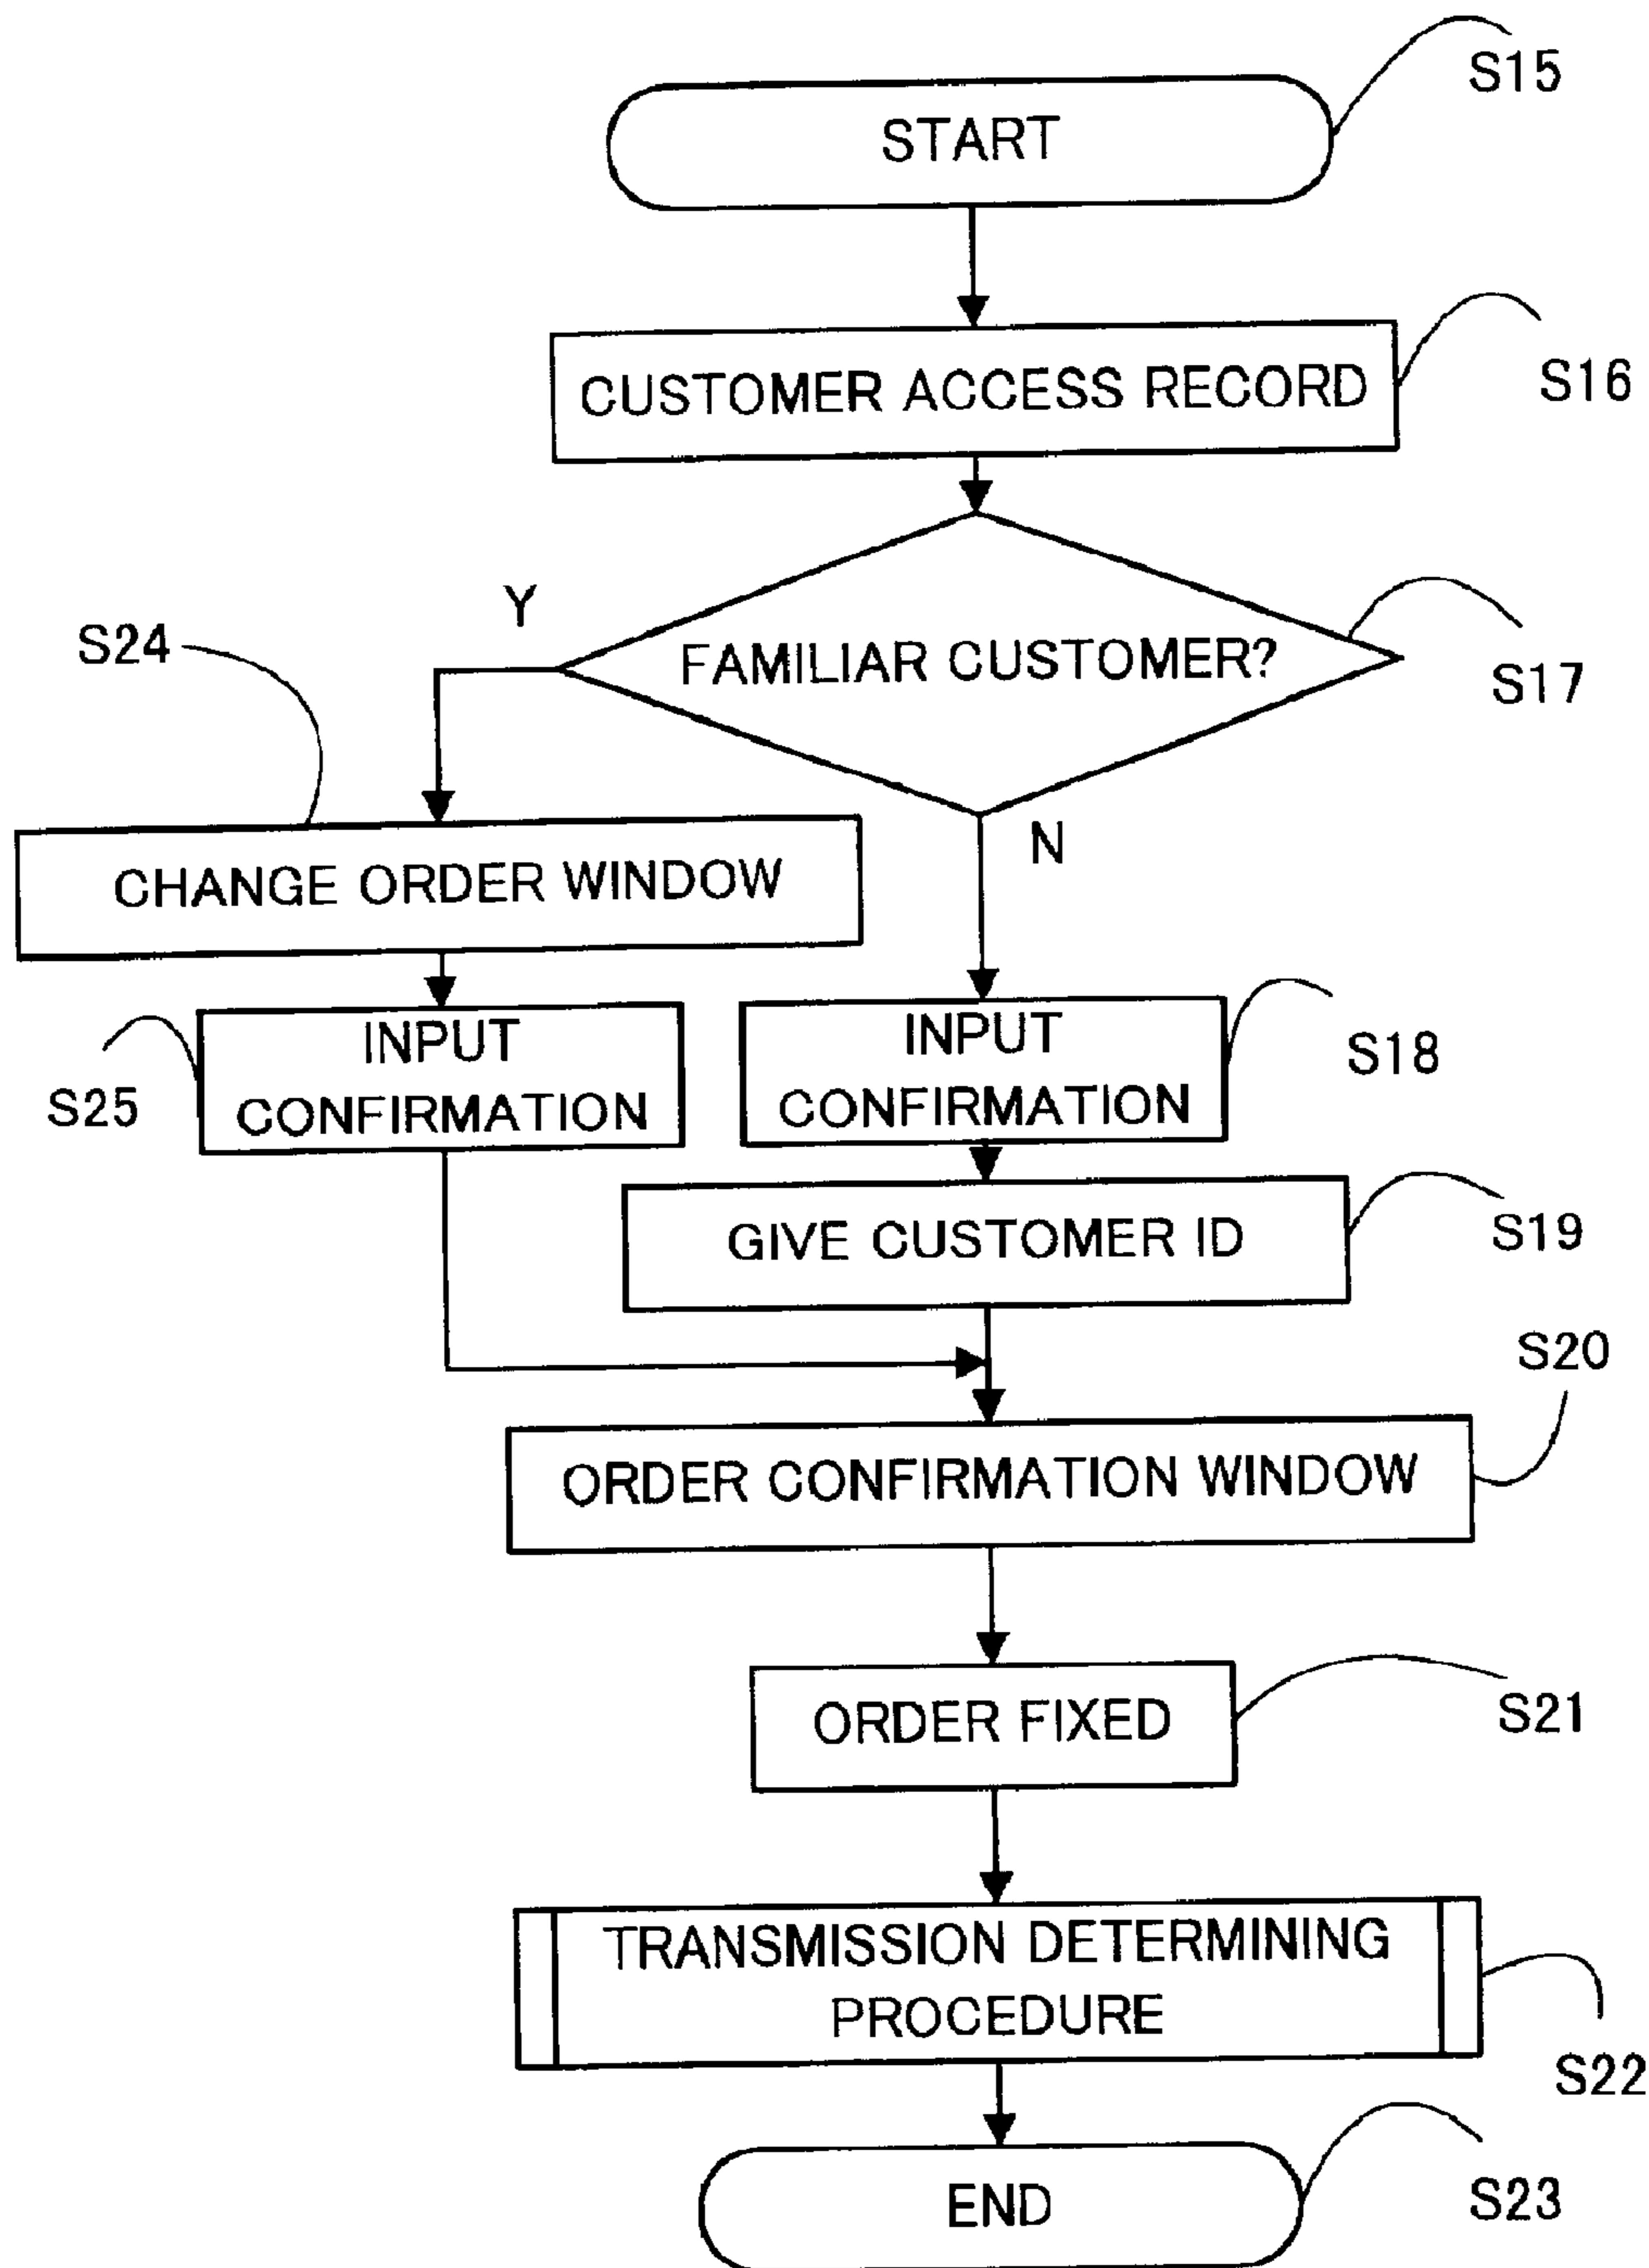 S15
START
CUSTOMER ACCESS RECORD
S16
Y
FAMILIAR CUSTOMER?
S17
S24
N
CHANGE ORDER WINDOW
INPUT
CONFIRMATION
S25
INPUT
CONFIRMATION
S18
GIVE CUSTOMER ID
S19
S20
ORDER CONFIRMATION WINDOW
ORDER FIXED
S21
TRANSMISSION DETERMINING
PROCEDURE
S22
END
S23